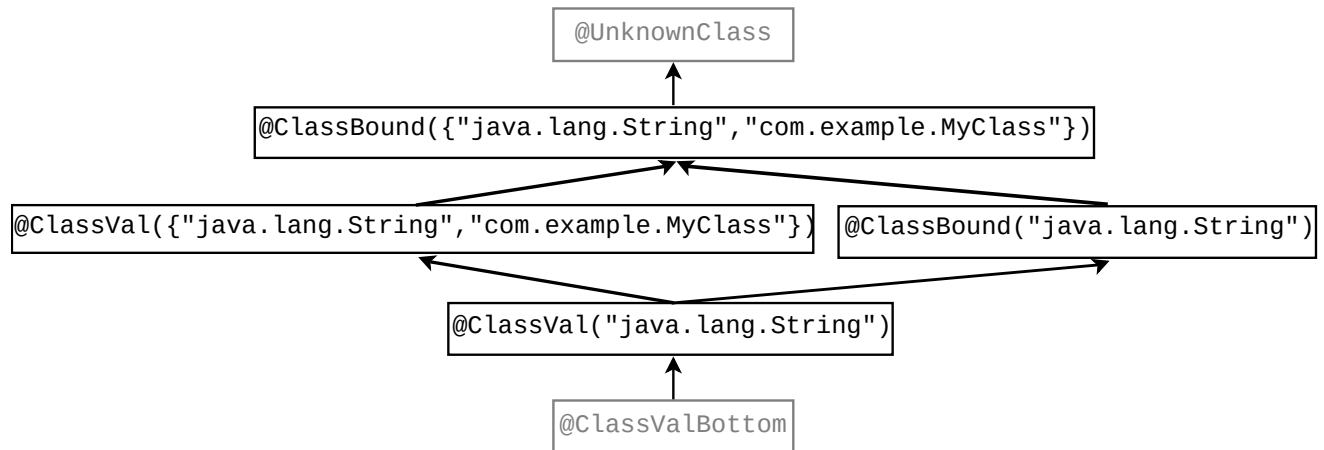 @UnknownClass
@ClassBound({"java.lang.String","com.example.MyClass"})
@ClassVal({"java.lang.String","com.example.MyClass"})
@ClassBound("java.lang.String")
@ClassVal("java.lang.String")
@ClassValBottom